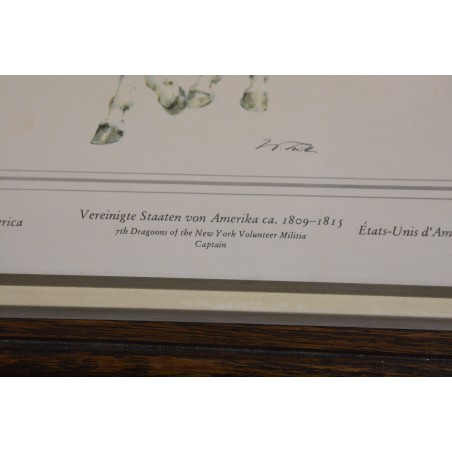 erica
Vereinigte Staaten von Amerika ca. 1809–1815
États-Unis d'Am
7th Dragoons of the New York Volunteer Militia
Captain